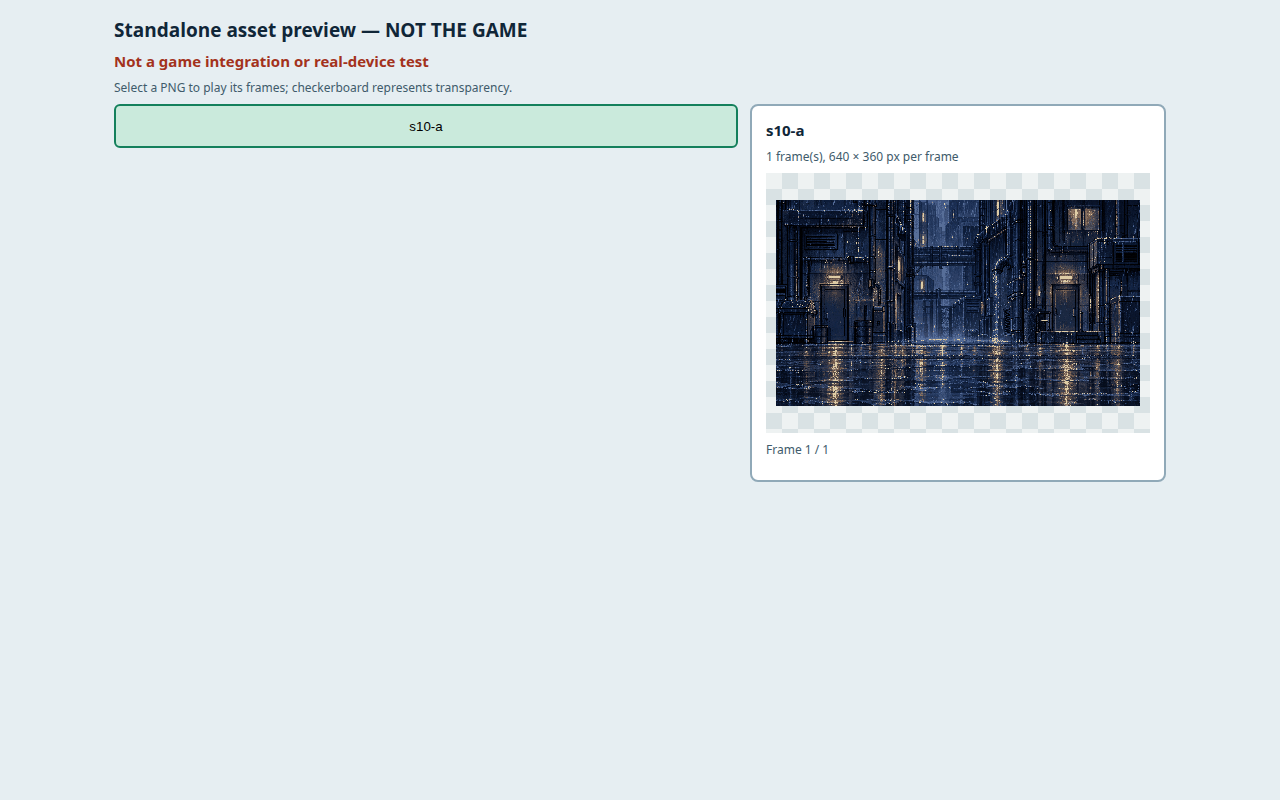 Standalone asset preview — NOT THE GAME
Not a game integration or real-device test
Select a PNG to play its frames; checkerboard represents transparency.
s10-a
s10-a
1 frame(s), 640 × 360 px per frame
Frame 1 / 1